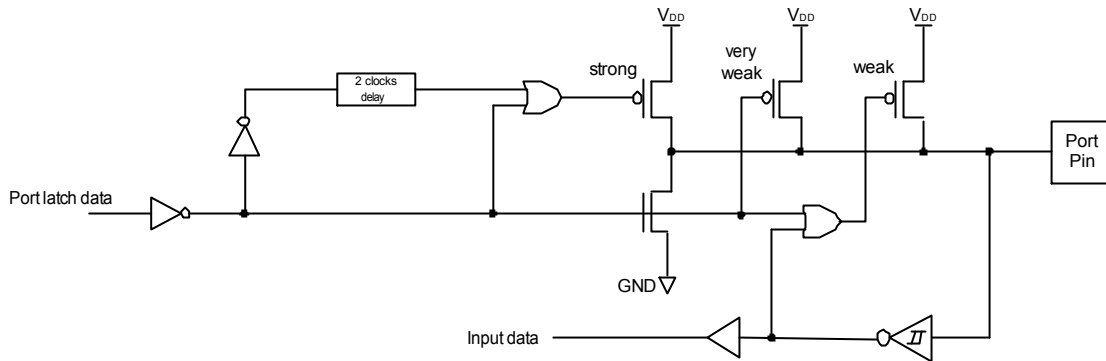 VDD
VDD
VDD
strong
very
weak
weak
2 clocks
delay
Port
Pin
Port latch data
GND
Input data